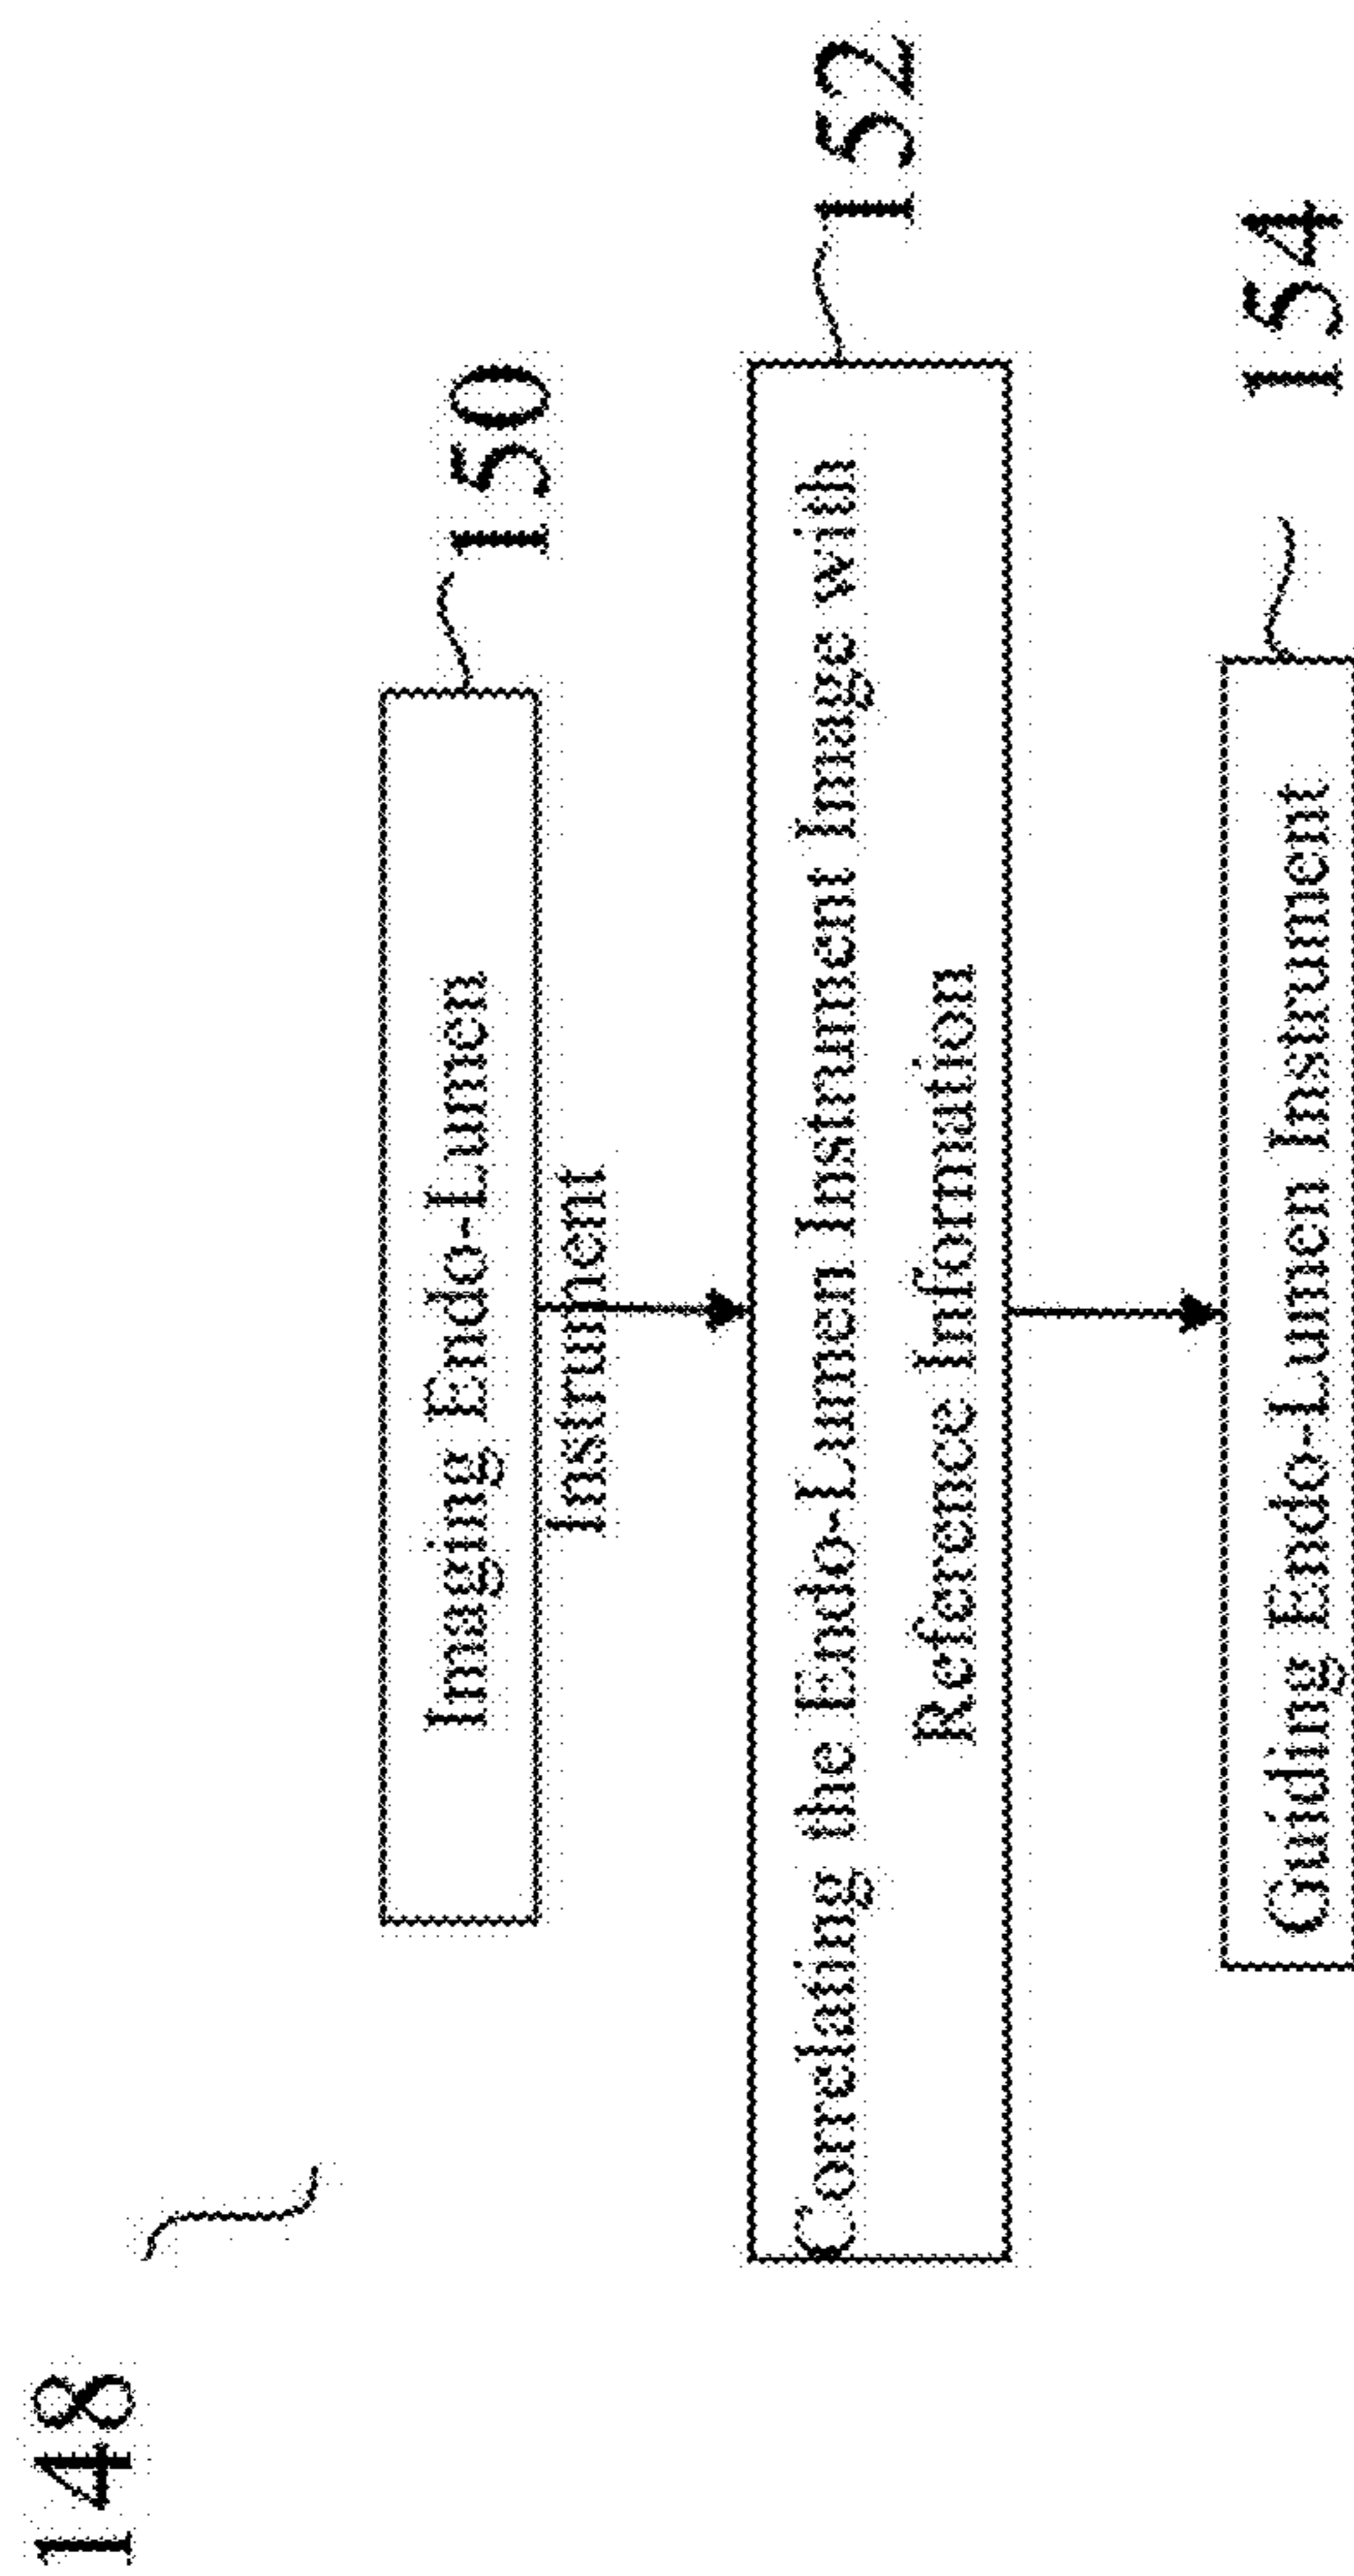 148
Imaging Endo-Lumen
Instrument
150
Correlating the Endo-Lumen Instrument Image with
Reference Information
152
Guiding Endo-Lumen Instrument
154